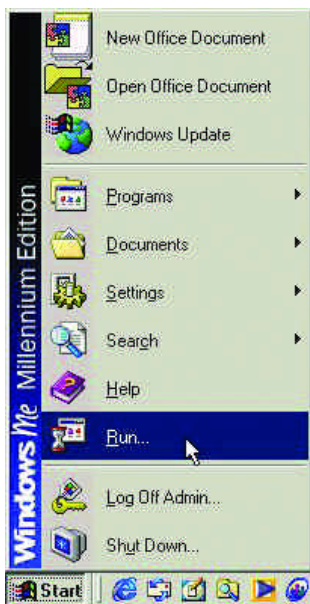 New Office Document
Open Office Document
Windows Update
Programs
Documents
Settings
Search
Help
Run...
Log Off Admin...
Shut Down...
Windows Me Millennium Edition
Start